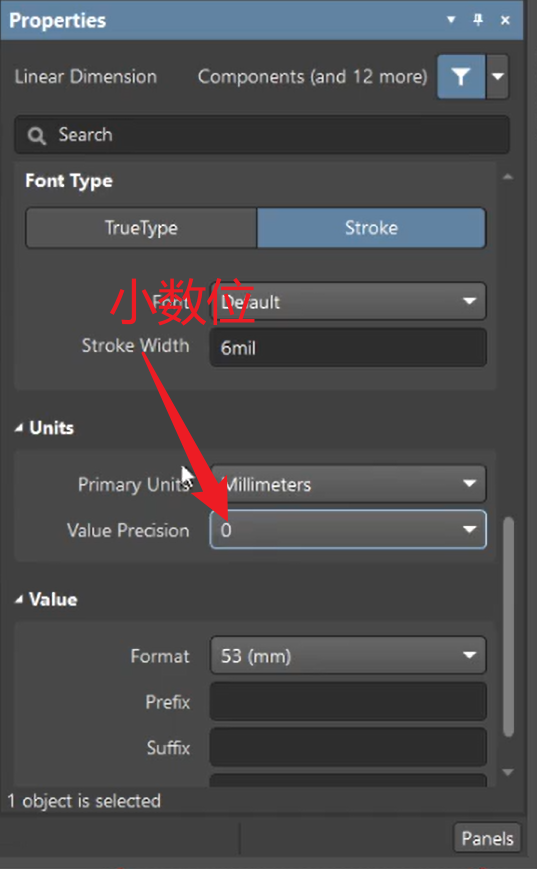 Properties
Linear Dimension Components (and 12 more)
Search
Font Type
TrueType Stroke
小数位
Font Default
Stroke Width 6mil
Units
Primary Units Millimeters
Value Precision 0
Value
Format 53 (mm)
Prefix
Suffix
1 object is selected
Panels